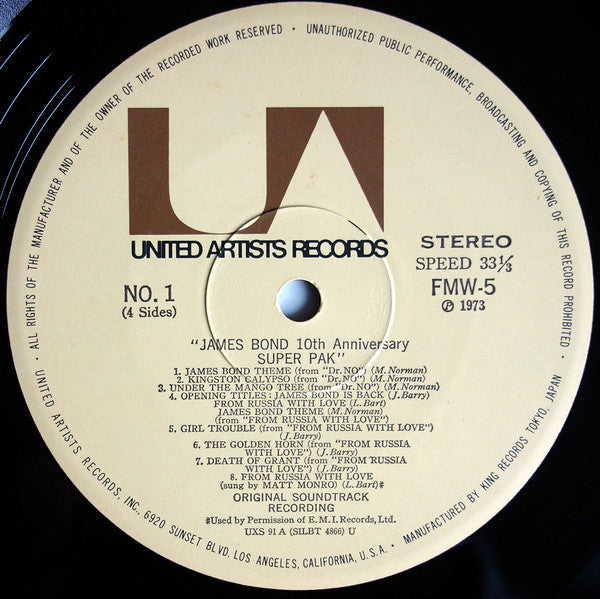 · ALL RIGHTS OF THE MANUFACTURER AND OF THE OWNER OF THE RECORDED WORK RESERVED · UNAUTHORIZED PUBLIC PERFORMANCE, BROADCASTING AND COPYING OF THIS RECORD PROHIBITED ·
UA
UNITED ARTISTS RECORDS
STEREO
SPEED 33⅓
FMW-5
Ⓟ 1973
NO. 1
(4 Sides)
"JAMES BOND 10th Anniversary
SUPER PAK"
1. JAMES BOND THEME (from "Dr. NO") (M. Norman)
2. KINGSTON CALYPSO (from "Dr. NO") (M. Norman)
3. UNDER THE MANGO TREE (from "Dr. NO") (M. Norman)
4. OPENING TITLES: JAMES BOND IS BACK (J. Barry)
FROM RUSSIA WITH LOVE (L. Bart)
JAMES BOND THEME (M. Norman)
(from "FROM RUSSIA WITH LOVE")
5. GIRL TROUBLE (from "FROM RUSSIA WITH LOVE")
(J. Barry)
6. THE GOLDEN HORN (from "FROM RUSSIA
WITH LOVE") (J. Barry)
7. DEATH OF GRANT (from "FROM RUSSIA
WITH LOVE") (J. Barry)
8. FROM RUSSIA WITH LOVE
(sung by MATT MONRO) (L. Bart)#
ORIGINAL SOUNDTRACK
RECORDING
#Used by Permission of E.M.I. Records, Ltd.
UXS 91 A (SILBT 4866) U
UNITED ARTISTS RECORDS, INC., 6920 SUNSET BLVD. LOS ANGELES, CALIFORNIA, U.S.A. · MANUFACTURED BY KING RECORDS TOKYO, JAPAN